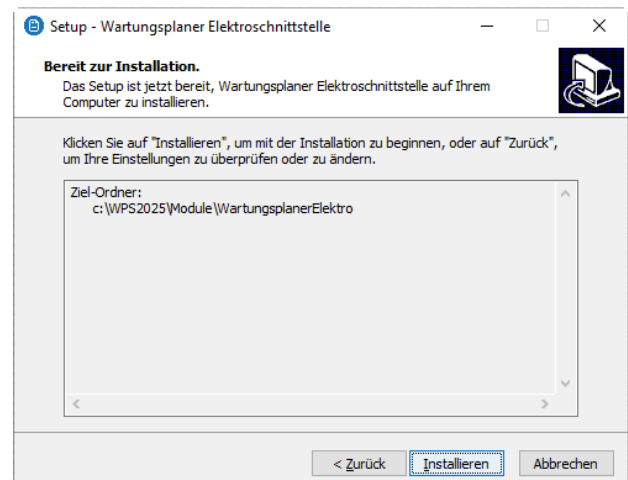 Setup - Wartungsplaner Elektroschnittstelle
Bereit zur Installation.
Das Setup ist jetzt bereit, Wartungsplaner Elektroschnittstelle auf Ihrem
Computer zu installieren.
Klicken Sie auf "Installieren", um mit der Installation zu beginnen, oder auf "Zurück",
um Ihre Einstellungen zu überprüfen oder zu ändern.
Ziel-Ordner:
c:\WPS2025\Module\WartungsplanerElektro
< Zurück
Installieren
Abbrechen